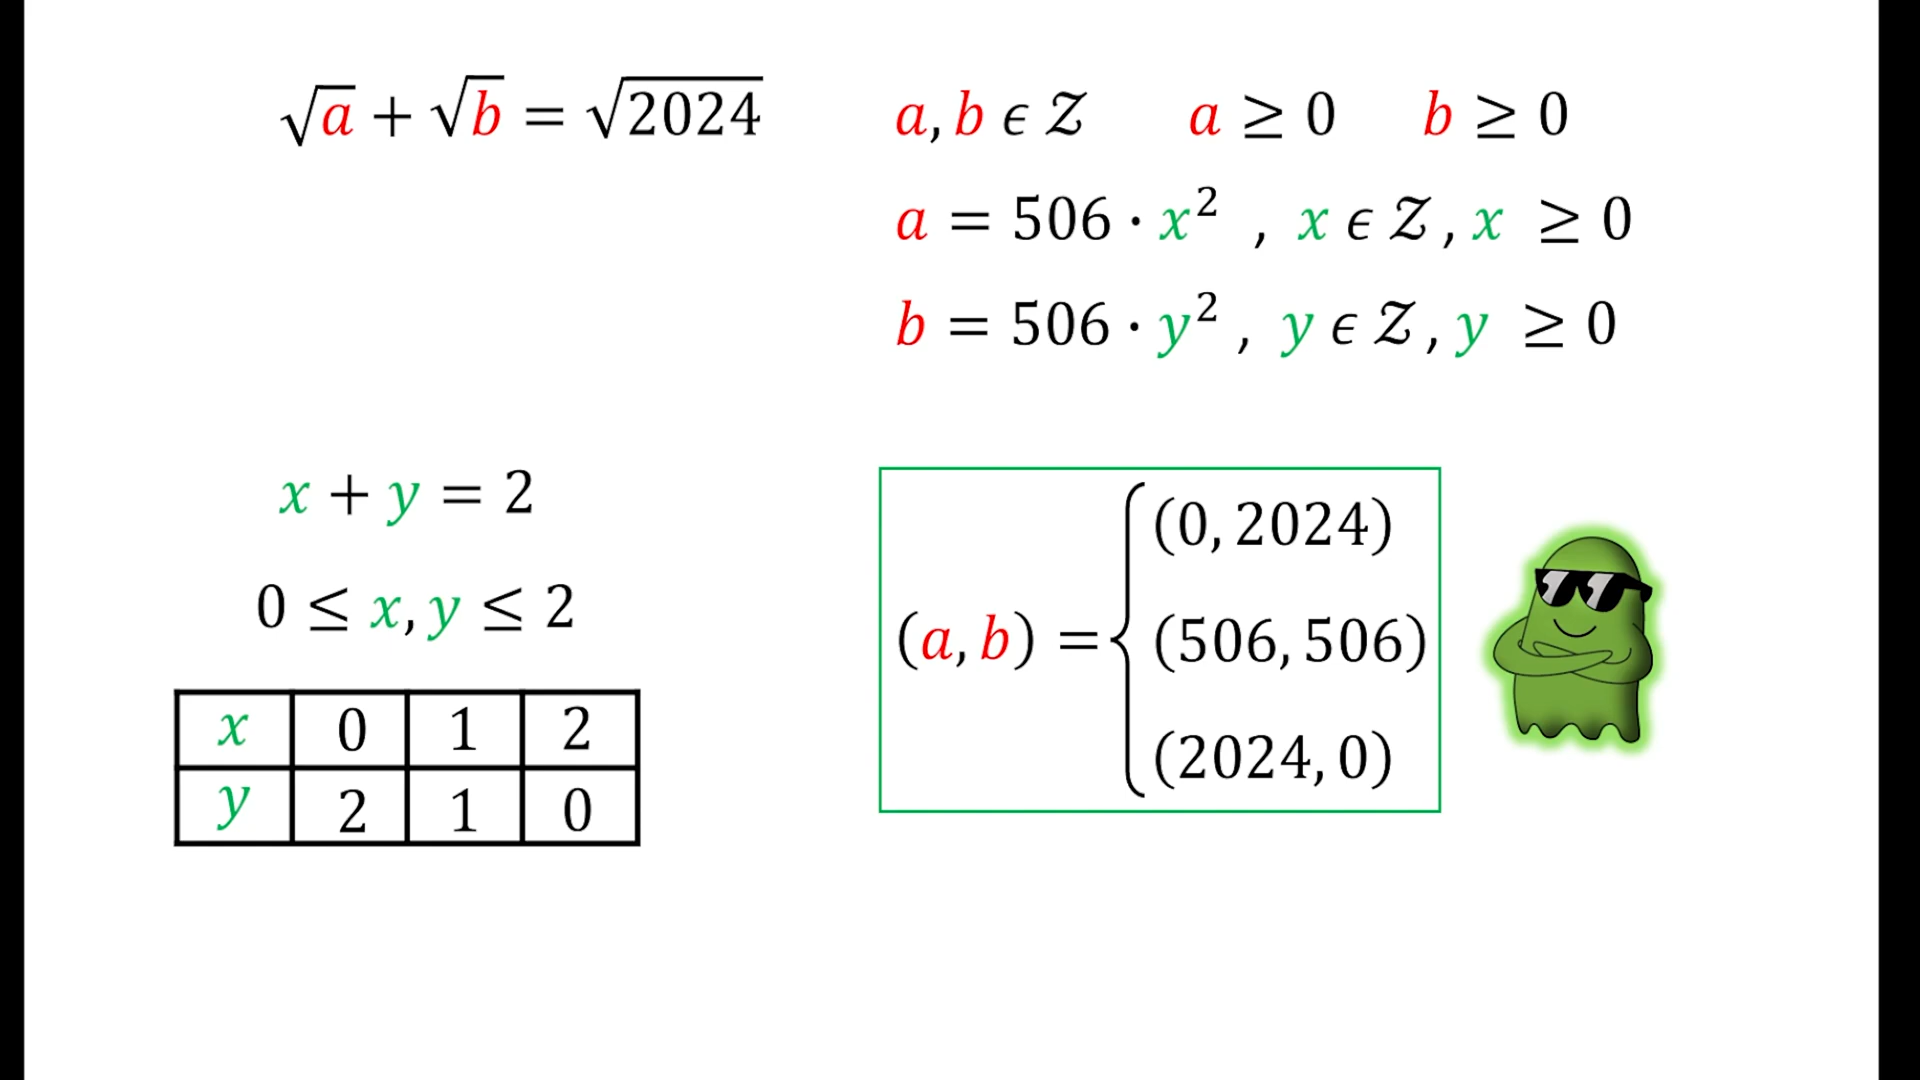 √a + √b = √2024
a, b ϵ Z a ≥ 0 b ≥ 0
a = 506 · x² , x ϵ Z, x ≥ 0
b = 506 · y² , y ϵ Z, y ≥ 0
x + y = 2
0 ≤ x, y ≤ 2
x 0 1 2
y 2 1 0
(0, 2024)
(a, b) = { (506, 506)
(2024, 0)